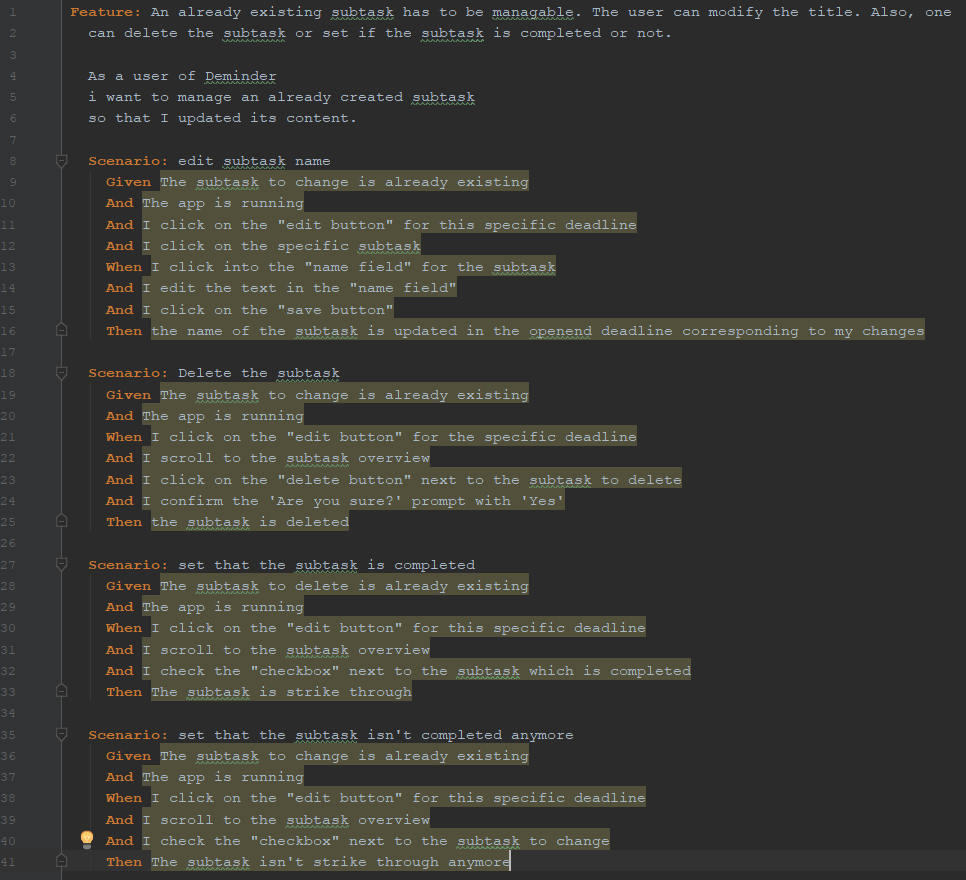 1 Feature: An already existing subtask has to be managable. The user can modify the title. Also, one
2 can delete the subtask or set if the subtask is completed or not.
3
4 As a user of Deminder
5 i want to manage an already created subtask
6 so that I updated its content.
7
8 Scenario: edit subtask name
9 Given The subtask to change is already existing
10 And The app is running
11 And I click on the "edit button" for this specific deadline
12 And I click on the specific subtask
13 When I click into the "name field" for the subtask
14 And I edit the text in the "name field"
15 And I click on the "save button"
16 Then the name of the subtask is updated in the openend deadline corresponding to my changes
17
18 Scenario: Delete the subtask
19 Given The subtask to change is already existing
20 And The app is running
21 When I click on the "edit button" for the specific deadline
22 And I scroll to the subtask overview
23 And I click on the "delete button" next to the subtask to delete
24 And I confirm the 'Are you sure?' prompt with 'Yes'
25 Then the subtask is deleted
26
27 Scenario: set that the subtask is completed
28 Given The subtask to delete is already existing
29 And The app is running
30 When I click on the "edit button" for this specific deadline
31 And I scroll to the subtask overview
32 And I check the "checkbox" next to the subtask which is completed
33 Then The subtask is strike through
34
35 Scenario: set that the subtask isn't completed anymore
36 Given The subtask to change is already existing
37 And The app is running
38 When I click on the "edit button" for this specific deadline
39 And I scroll to the subtask overview
40 And I check the "checkbox" next to the subtask to change
41 Then The subtask isn't strike through anymore